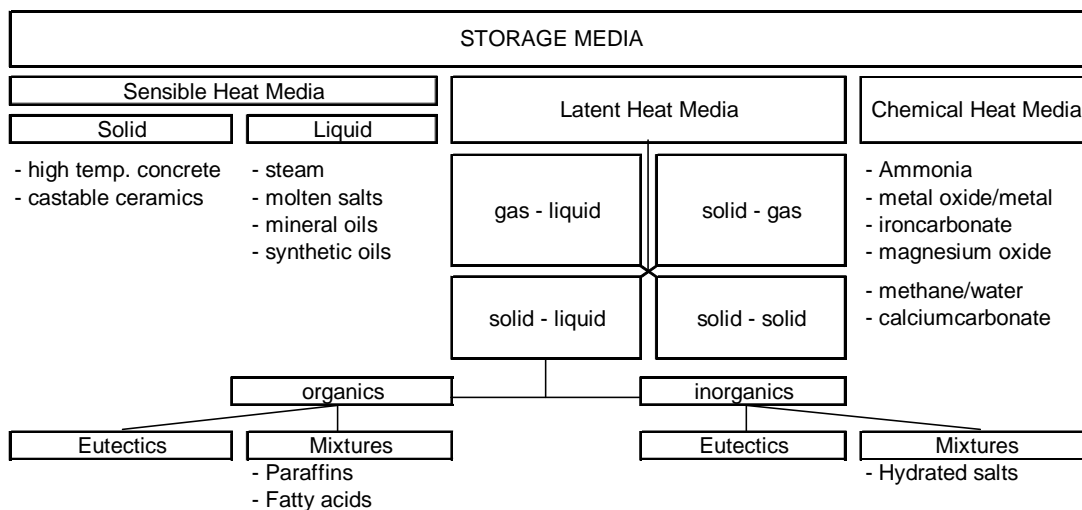 STORAGE MEDIA
Sensible Heat Media
Solid
- high temp. concrete
- castable ceramics
Liquid
- steam
- molten salts
- mineral oils
- synthetic oils
Latent Heat Media
gas - liquid
solid - gas
solid - liquid
solid - solid
Chemical Heat Media
- Ammonia
- metal oxide/metal
- ironcarbonate
- magnesium oxide
- methane/water
- calciumcarbonate
organics
inorganics
Eutectics
Mixtures
- Paraffins
- Fatty acids
Eutectics
Mixtures
- Hydrated salts